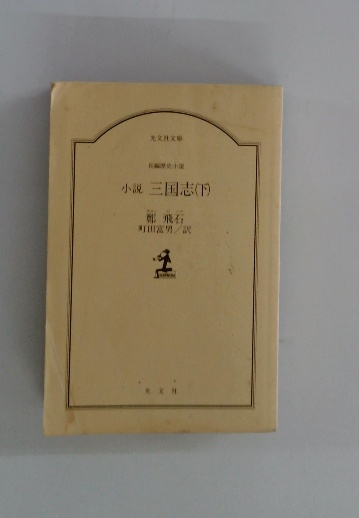 光文社文庫
長編歴史小説
小説 三国志(下)
鄭 飛石
町田富男／訳
光文社